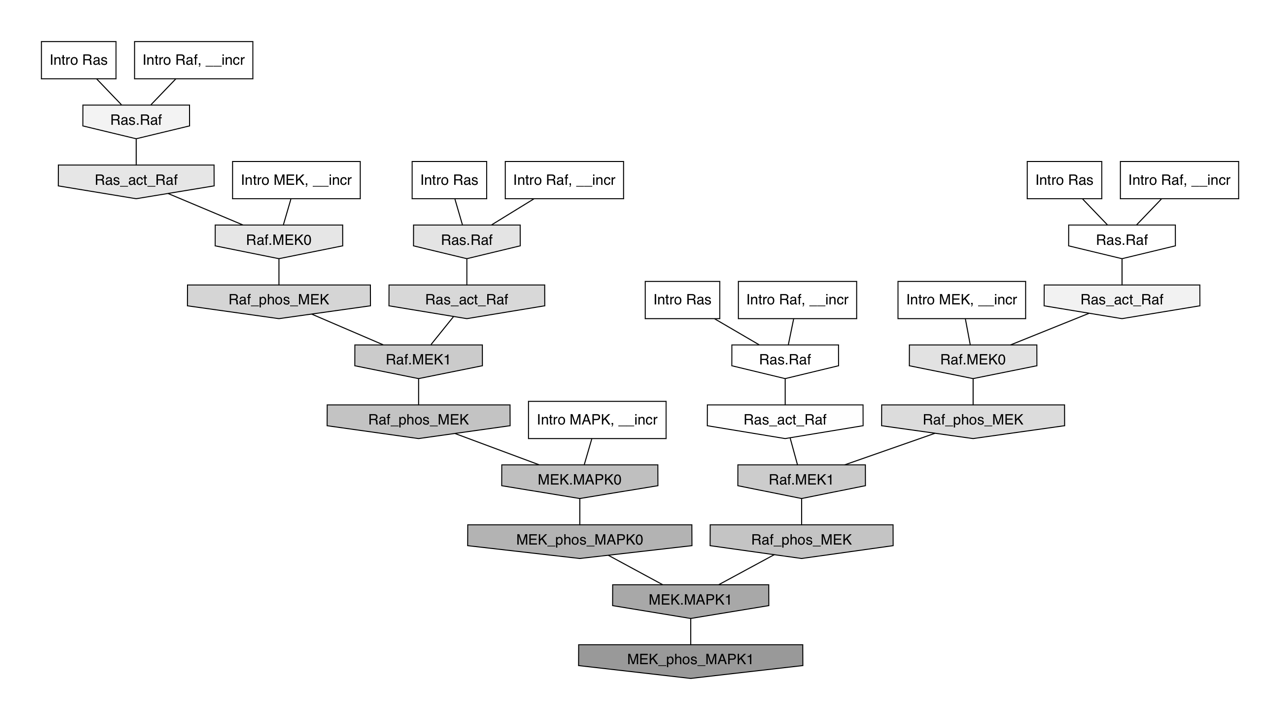 Intro Ras
Intro Raf, __incr
Ras.Raf
Ras_act_Raf
Intro MEK, __incr
Intro Ras
Intro Raf, __incr
Intro Ras
Intro Raf, __incr
Raf.MEK0
Ras.Raf
Ras.Raf
Raf_phos_MEK
Ras_act_Raf
Intro Ras
Intro Raf, __incr
Intro MEK, __incr
Ras_act_Raf
Raf.MEK1
Ras.Raf
Raf.MEK0
Raf_phos_MEK
Intro MAPK, __incr
Ras_act_Raf
Raf_phos_MEK
MEK.MAPK0
Raf.MEK1
MEK_phos_MAPK0
Raf_phos_MEK
MEK.MAPK1
MEK_phos_MAPK1